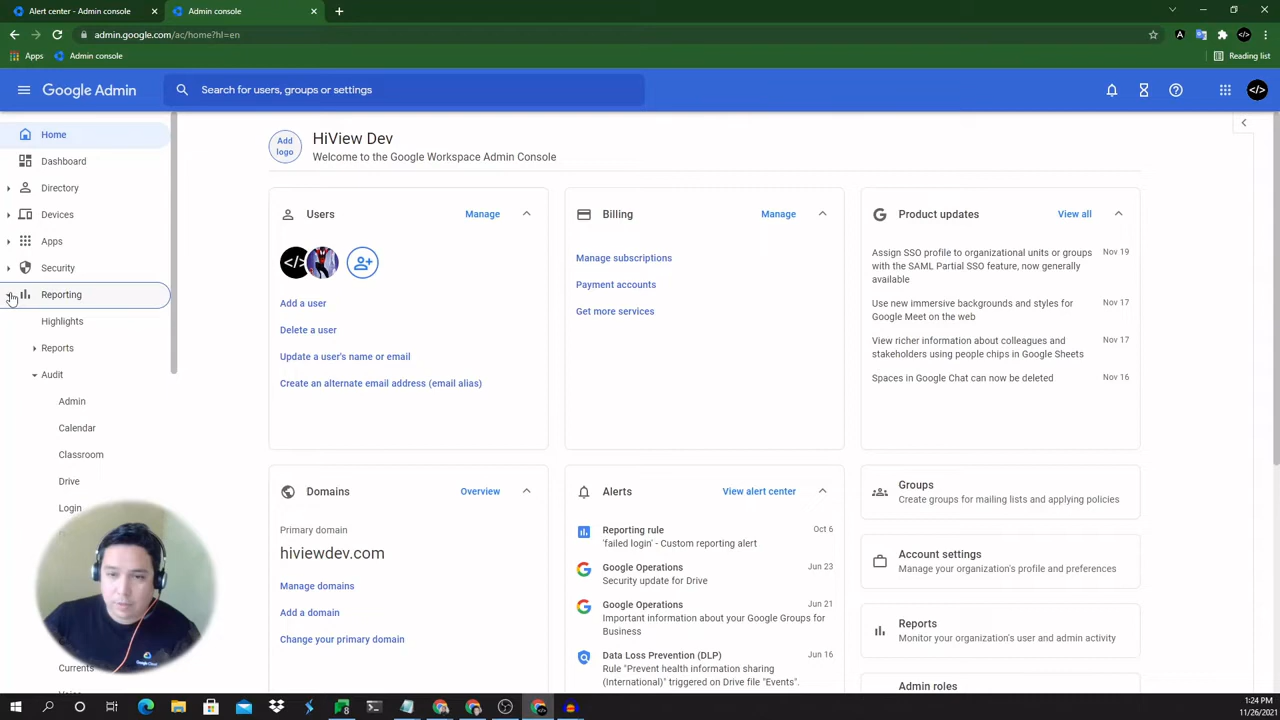 Alert center - admin.google.co
Admin console
admin.google.com/ac/home?hl=en
Apps
Admin console
Reading list
Google Admin
Search for users, groups or settings
Home
Dashboard
Directory
Devices
Apps
Security
Reporting
Highlights
Reports
Audit
Admin
Calendar
Classroom
Drive
Login
Currents
Add
logo
HiView Dev
Welcome to the Google Workspace Admin Console
Users
Manage
Add a user
Delete a user
Update a user's name or email
Create an alternate email address (email alias)
Billing
Manage
Manage subscriptions
Payment accounts
Get more services
Product updates
View all
Assign SSO profile to organizational units or groups
with the SAML Partial SSO feature, now generally
available
Nov 19
Use new immersive backgrounds and styles for
Google Meet on the web
Nov 17
View richer information about colleagues and
stakeholders using people chips in Google Sheets
Nov 17
Spaces in Google Chat can now be deleted
Nov 16
Domains
Overview
Primary domain
hiviewdev.com
Manage domains
Add a domain
Change your primary domain
Alerts
View alert center
Reporting rule
Oct 6
'failed login' - Custom reporting alert
Google Operations
Jun 23
Security update for Drive
Google Operations
Jun 21
Important information about your Google Groups for
Business
Data Loss Prevention (DLP)
Jun 16
Rule "Prevent health information sharing
(International)" triggered on Drive file "Events".
Groups
Create groups for mailing lists and applying policies
Account settings
Manage your organization's profile and preferences
Reports
Monitor your organization's user and admin activity
Admin roles
Google Cloud
1:24 PM
11/26/2021